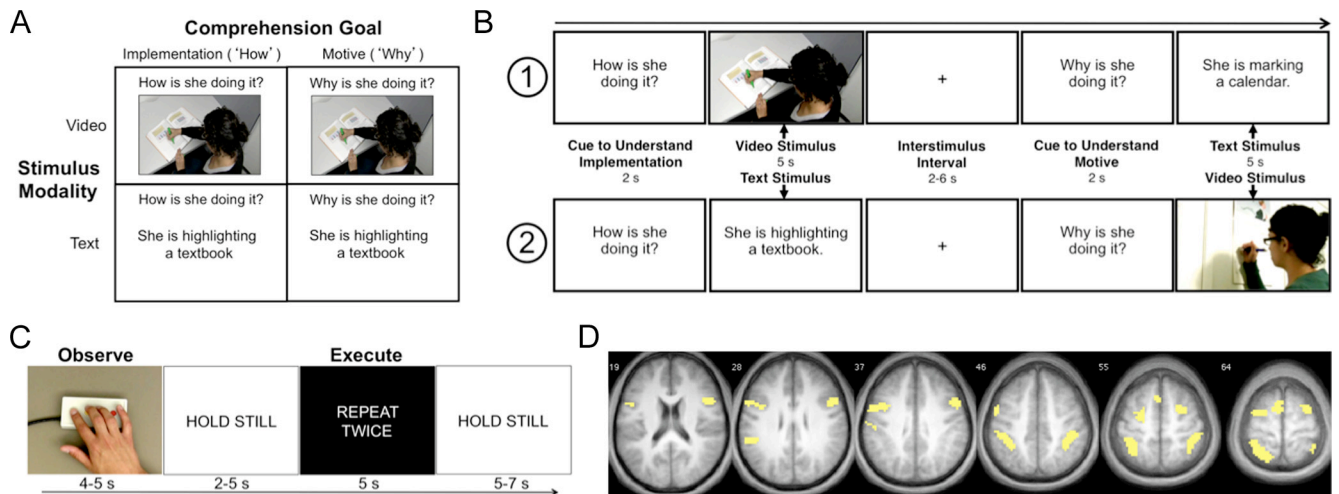 A
Comprehension Goal
Implementation (‘How’)
Motive (‘Why’)
Stimulus
Modality
Video
How is she doing it?
Why is she doing it?
Text
How is she doing it?
She is highlighting
a textbook
Why is she doing it?
She is highlighting
a textbook
B
1
How is she
doing it?
+
Why is she
doing it?
She is marking
a calendar.
Cue to Understand
Implementation
2 s
Video Stimulus
5 s
Text Stimulus
Interstimulus
Interval
2-6 s
Cue to Understand
Motive
2 s
Text Stimulus
5 s
Video Stimulus
2
How is she
doing it?
She is highlighting
a textbook.
+
Why is she
doing it?
C
Observe
Execute
HOLD STILL
REPEAT
TWICE
HOLD STILL
4-5 s
2-5 s
5 s
5-7 s
D
19
28
37
46
55
64